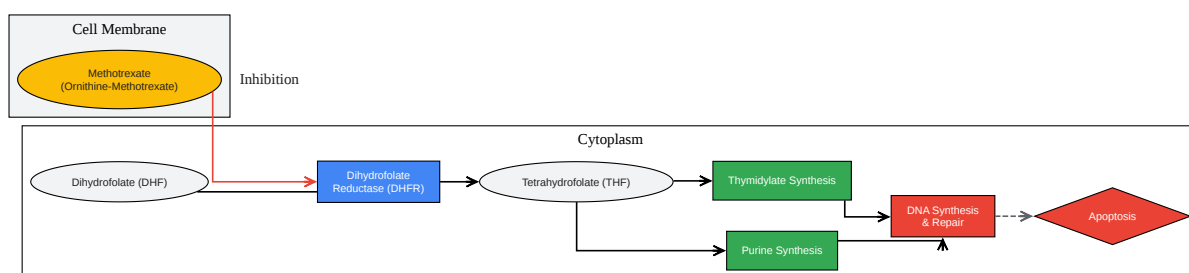 Cell Membrane
Methotrexate
(Ornithine-Methotrexate)
Inhibition
Cytoplasm
Dihydrofolate (DHF)
Dihydrofolate
Reductase (DHFR)
Tetrahydrofolate (THF)
Thymidylate Synthesis
Purine Synthesis
DNA Synthesis
& Repair
Apoptosis